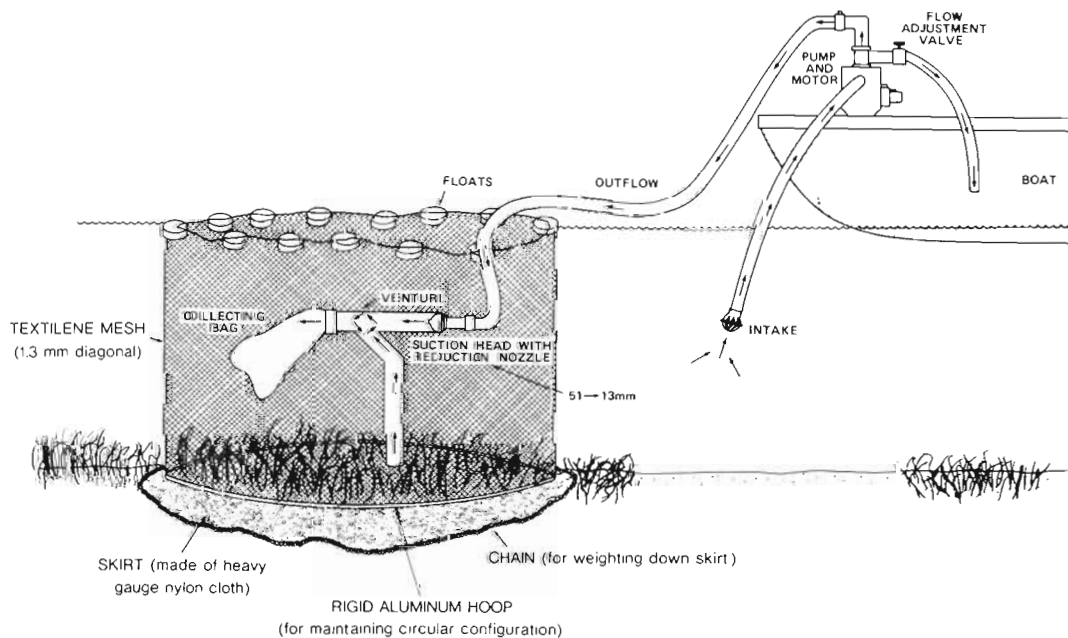 FLOW
ADJUSTMENT
VALVE
PUMP
AND
MOTOR
FLOATS
OUTFLOW
BOAT
VENTURI
COLLECTING
BAG
TEXTILENE MESH
(1.3 mm diagonal)
SUCTION HEAD WITH
REDUCTION NOZZLE
INTAKE
51→13mm
SKIRT (made of heavy
gauge nylon cloth)
CHAIN (for weighting down skirt)
RIGID ALUMINUM HOOP
(for maintaining circular configuration)